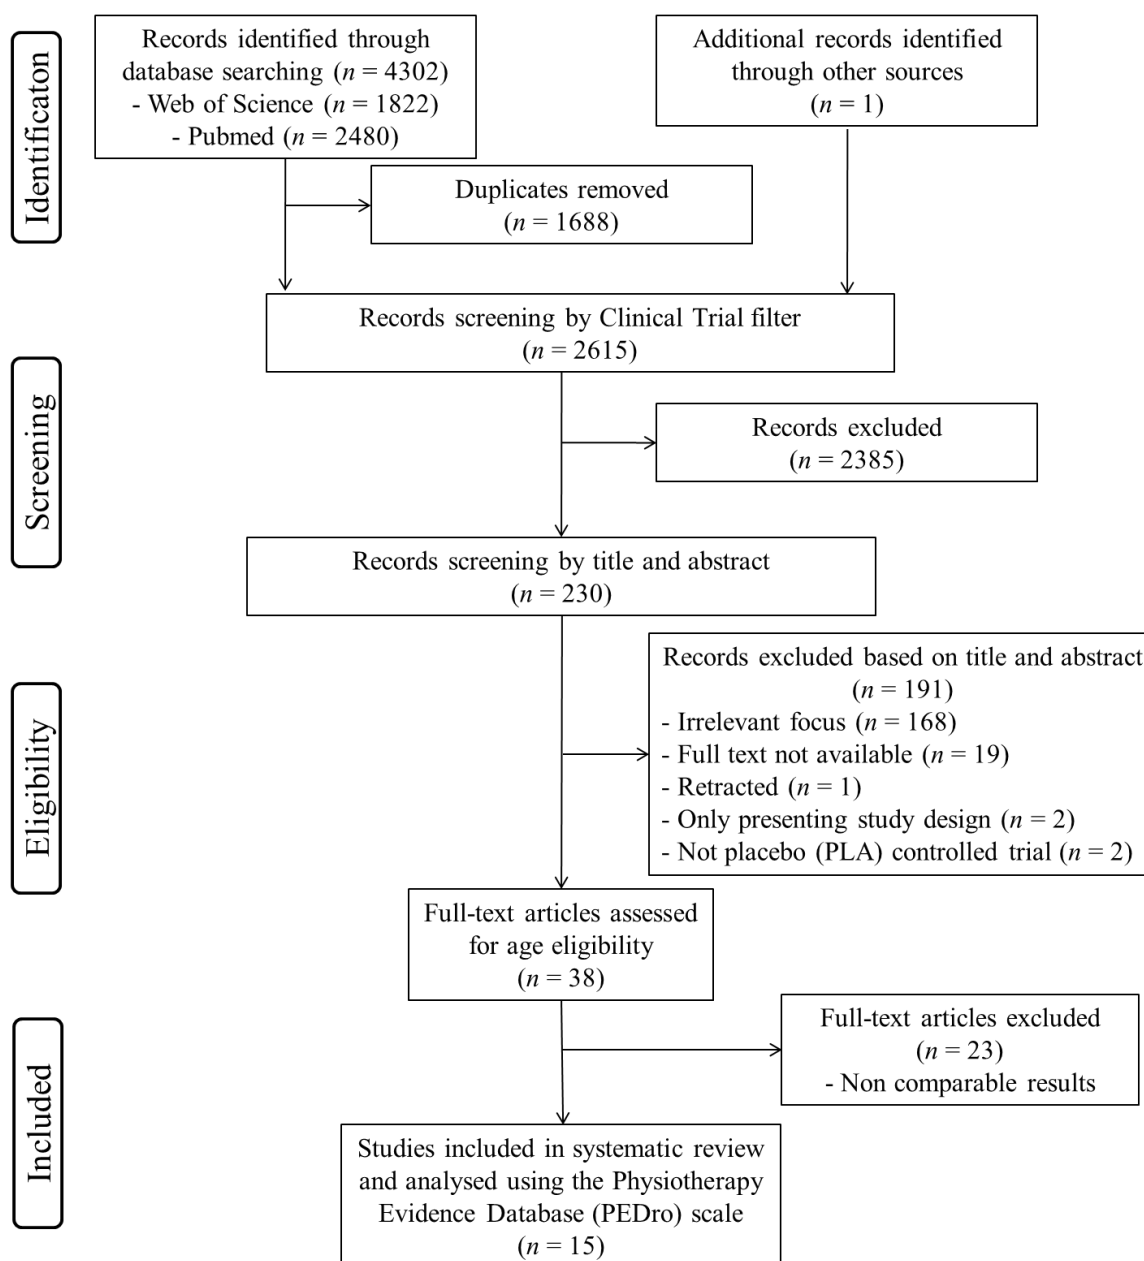 Identificaton
Records identified through
database searching (n = 4302)
- Web of Science (n = 1822)
- Pubmed (n = 2480)
Additional records identified
through other sources
(n = 1)
Duplicates removed
(n = 1688)
Records screening by Clinical Trial filter
(n = 2615)
Screening
Records excluded
(n = 2385)
Records screening by title and abstract
(n = 230)
Eligibility
Records excluded based on title and abstract
(n = 191)
- Irrelevant focus (n = 168)
- Full text not available (n = 19)
- Retracted (n = 1)
- Only presenting study design (n = 2)
- Not placebo (PLA) controlled trial (n = 2)
Full-text articles assessed
for age eligibility
(n = 38)
Included
Full-text articles excluded
(n = 23)
- Non comparable results
Studies included in systematic review
and analysed using the Physiotherapy
Evidence Database (PEDro) scale
(n = 15)